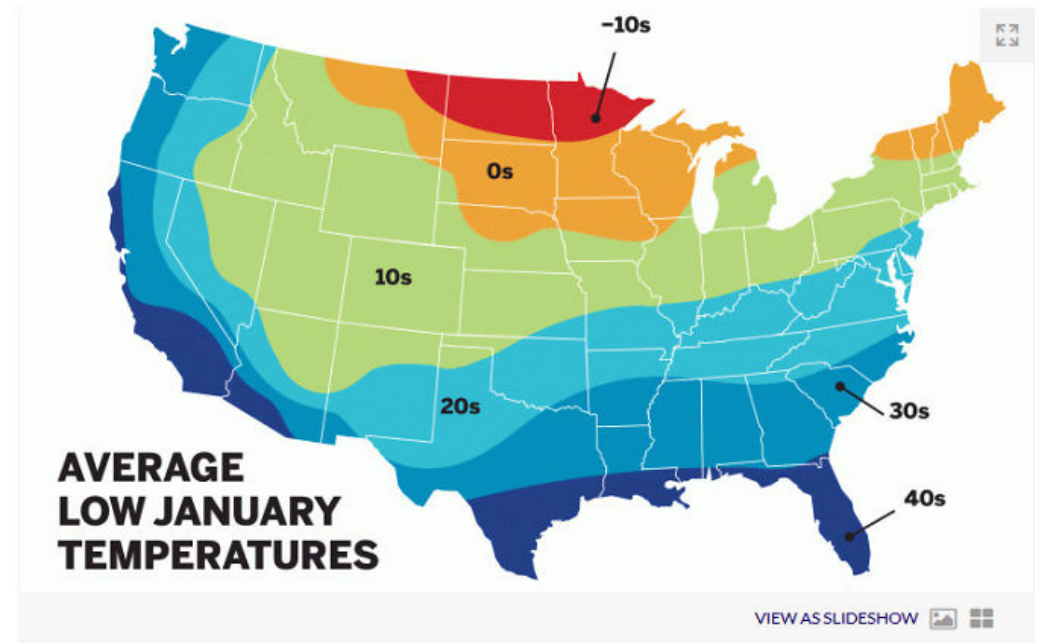 −10s
0s
10s
20s
30s
40s
AVERAGE
LOW JANUARY
TEMPERATURES
VIEW AS SLIDESHOW